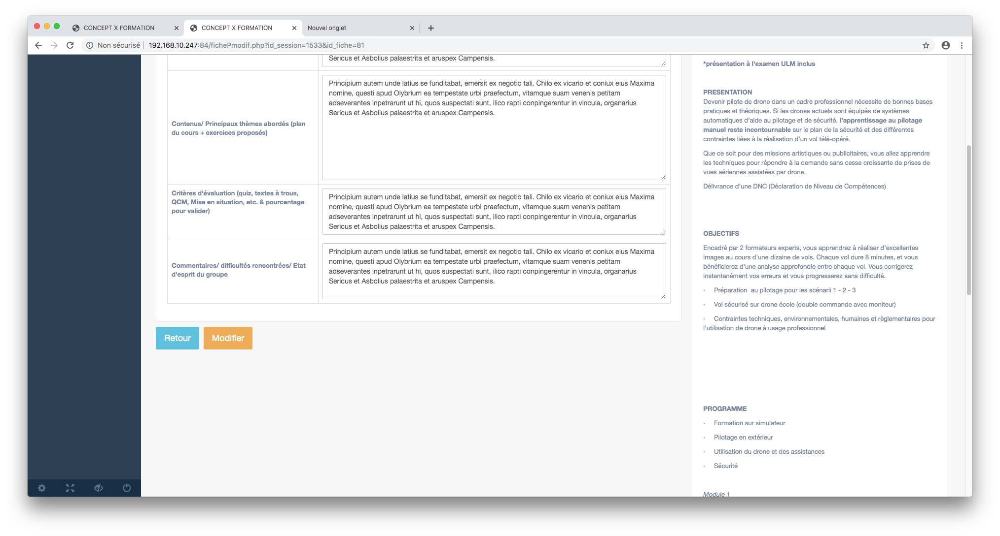 CONCEPT X FORMATION
CONCEPT X FORMATION
Nouvel onglet
Non sécurisé
192.168.10.247:84/fichePmodif.php?id_session=1533&id_fiche=81
Sericus et Asbolius palaestrita et aruspex Campensis.
Contenus/ Principaux thèmes abordés (plan
du cours + exercices proposés)
Principium autem unde latius se funditabat, emersit ex negotio tali. Chilo ex vicario et coniux eius Maxima
nomine, questi apud Olybrium ea tempestate urbi praefectum, vitamque suam venenis petitam
adseverantes inpetrarunt ut hi, quos suspectati sunt, ilico rapti conpingerentur in vincula, organarius
Sericus et Asbolius palaestrita et aruspex Campensis.
Critères d'évaluation (quiz, textes à trous,
QCM, Mise en situation, etc. & pourcentage
pour valider)
Principium autem unde latius se funditabat, emersit ex negotio tali. Chilo ex vicario et coniux eius Maxima
nomine, questi apud Olybrium ea tempestate urbi praefectum, vitamque suam venenis petitam
adseverantes inpetrarunt ut hi, quos suspectati sunt, ilico rapti conpingerentur in vincula, organarius
Sericus et Asbolius palaestrita et aruspex Campensis.
Commentaires/ difficultés rencontrées/ Etat
d'esprit du groupe
Principium autem unde latius se funditabat, emersit ex negotio tali. Chilo ex vicario et coniux eius Maxima
nomine, questi apud Olybrium ea tempestate urbi praefectum, vitamque suam venenis petitam
adseverantes inpetrarunt ut hi, quos suspectati sunt, ilico rapti conpingerentur in vincula, organarius
Sericus et Asbolius palaestrita et aruspex Campensis.
Retour
Modifier
*présentation à l'examen ULM inclus
PRESENTATION
Devenir pilote de drone dans un cadre professionnel nécessite de bonnes bases
pratiques et théoriques. Si les drones actuels sont équipés de systèmes
automatiques d'aide au pilotage et de sécurité, l'apprentissage au pilotage
manuel reste incontournable sur le plan de la sécurité et des différentes
contraintes liées à la réalisation d'un vol télé-opéré.
Que ce soit pour des missions artistiques ou publicitaires, vous allez apprendre
les techniques pour répondre à la demande sans cesse croissante de prises de
vues aériennes assistées par drone.
Délivrance d'une DNC (Déclaration de Niveau de Compétences)
OBJECTIFS
Encadré par 2 formateurs experts, vous apprendrez à réaliser d'excellentes
images au cours d'une dizaine de vols. Chaque vol dure 8 minutes, et vous
bénéficierez d'une analyse approfondie entre chaque vol. Vous corrigerez
instantanément vos erreurs et vous progresserez sans difficulté.
· Préparation au pilotage pour les scénarii 1 - 2 - 3
· Vol sécurisé sur drone école (double commande avec moniteur)
· Contraintes techniques, environnementales, humaines et règlementaires pour
l'utilisation de drone à usage professionnel
PROGRAMME
· Formation sur simulateur
· Pilotage en extérieur
· Utilisation du drone et des assistances
· Sécurité
Module 1